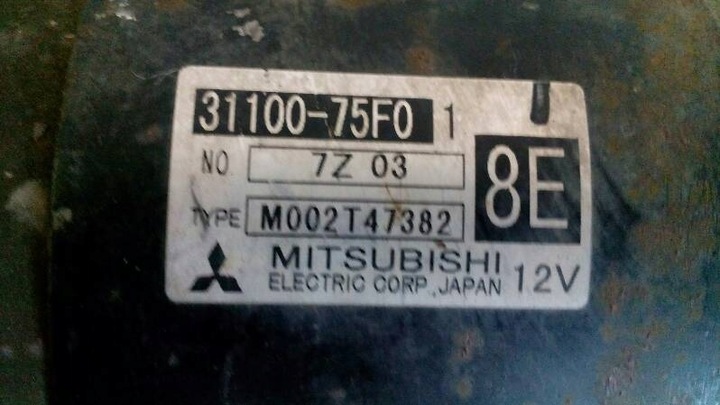 31100-75F0 1
NO 7Z 03
8E
TYPE M002T47382
MITSUBISHI
ELECTRIC CORP.,JAPAN 12V